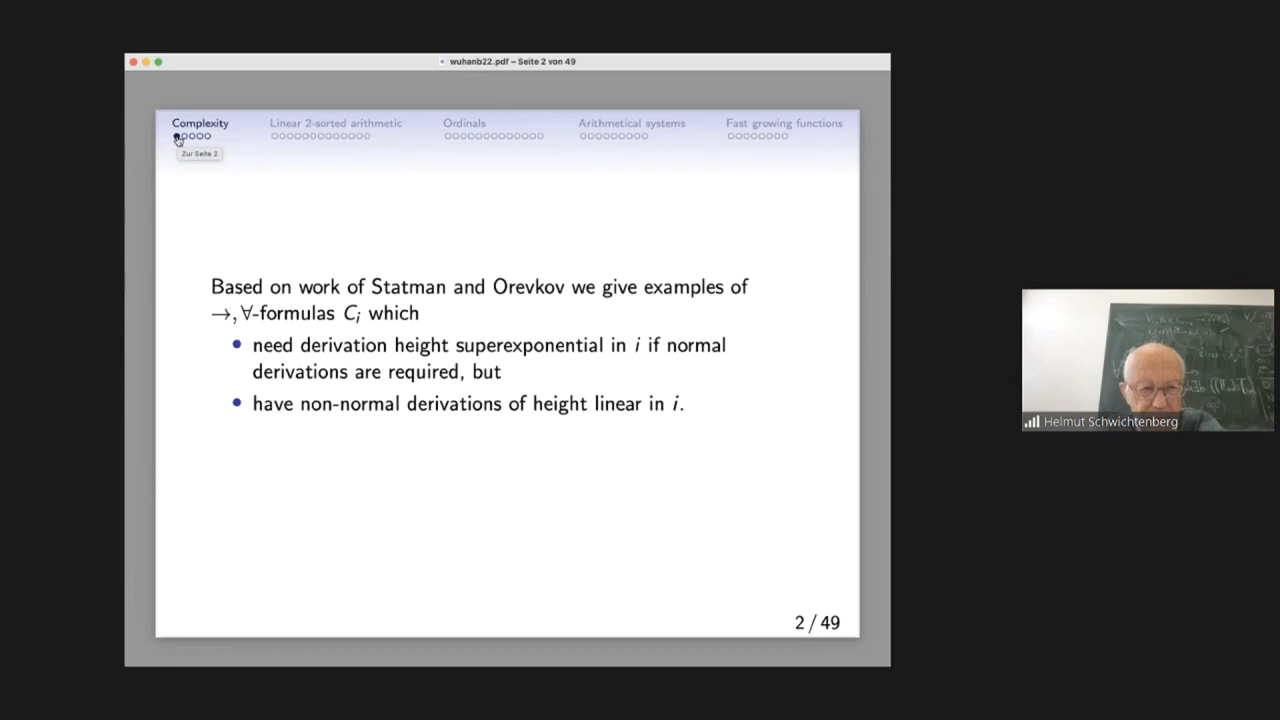 wuhanb22.pdf – Seite 2 von 49
Complexity Linear 2-sorted arithmetic Ordinals Arithmetical systems Fast growing functions
Zur Seite 2
Based on work of Statman and Orevkov we give examples of
→, ∀-formulas Cᵢ which
• need derivation height superexponential in i if normal
derivations are required, but
• have non-normal derivations of height linear in i.
2 / 49
Helmut Schwichtenberg